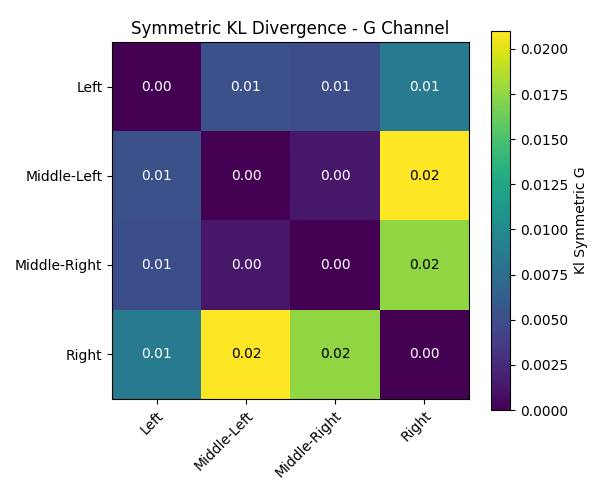 Symmetric KL Divergence - G Channel
Left 0.00 0.01 0.01 0.01
Middle-Left 0.01 0.00 0.00 0.02
Middle-Right 0.01 0.00 0.00 0.02
Right 0.01 0.02 0.02 0.00
Left Middle-Left Middle-Right Right
0.0200
0.0175
0.0150
0.0125
0.0100
0.0075
0.0050
0.0025
0.0000
Kl Symmetric G